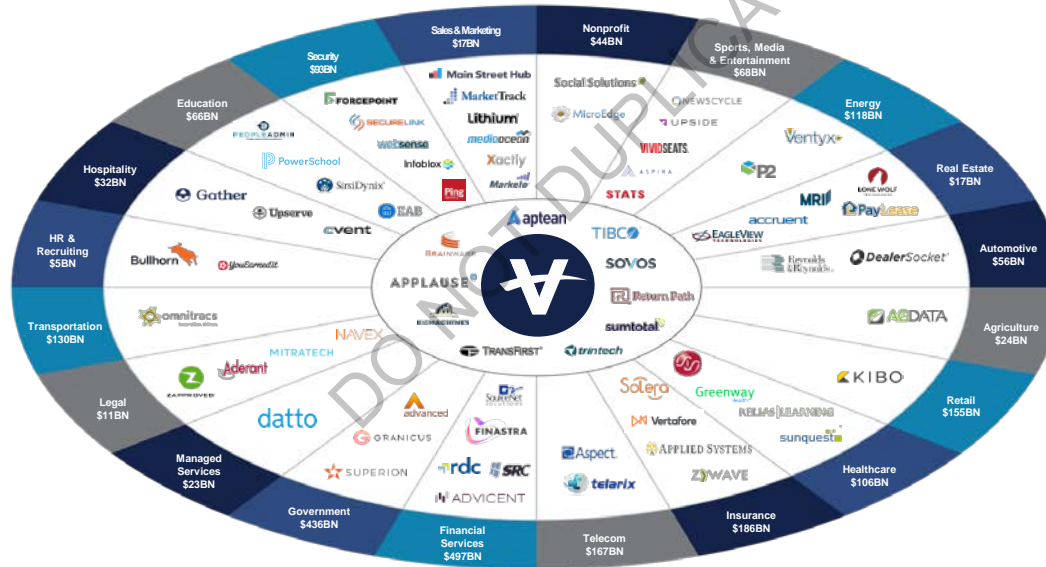 Sales & Marketing
$17BN
Nonprofit
$44BN
Sports, Media
& Entertainment
$68BN
Energy
$118BN
Real Estate
$17BN
Automotive
$56BN
Agriculture
$24BN
Retail
$155BN
Healthcare
$106BN
Insurance
$186BN
Telecom
$167BN
Financial
Services
$497BN
Government
$436BN
Managed
Services
$23BN
Legal
$11BN
Transportation
$130BN
HR &
Recruiting
$5BN
Hospitality
$32BN
Education
$66BN
Security
$93BN
Main Street Hub
MarketTrack
Lithium
mediaocean
Xactly
Marketo
Social Solutions
MicroEdge
NEWSCYCLE
UPSIDE
VIVIDSEATS.
ASPIRA
STATS
Ventyx
P2
LONE WOLF
MRI
PayLease
accruent
EAGLEVIEW
TECHNOLOGIES
Reynolds
& Reynolds.
DealerSocket
AGDATA
KIBO
Greenway
RELIAS LEARNING
sunquest
Solera
Vertafore
APPLIED SYSTEMS
ZYWAVE
Aspect.
telarix
SourceNet
SOLUTIONS
FINASTRA
rdc
SRC
ADVICENT
advanced
GRANICUS
SUPERION
datto
NAVEX
MITRATECH
Aderant
ZAPPROVED
omnitracs
Bullhorn
YouEarnedIt
Gather
Upserve
cvent
PEOPLEADMIN
PowerSchool
SirsiDynix
EAB
FORCEPOINT
SECURELINK
websense
Infoblox
Ping
aptean
TIBCO
BRAINWARE
SOVOS
APPLAUSE
Return Path
BIOMACHINES
sumtotal
TRANSFIRST
trintech
DO NOT DUPLICA